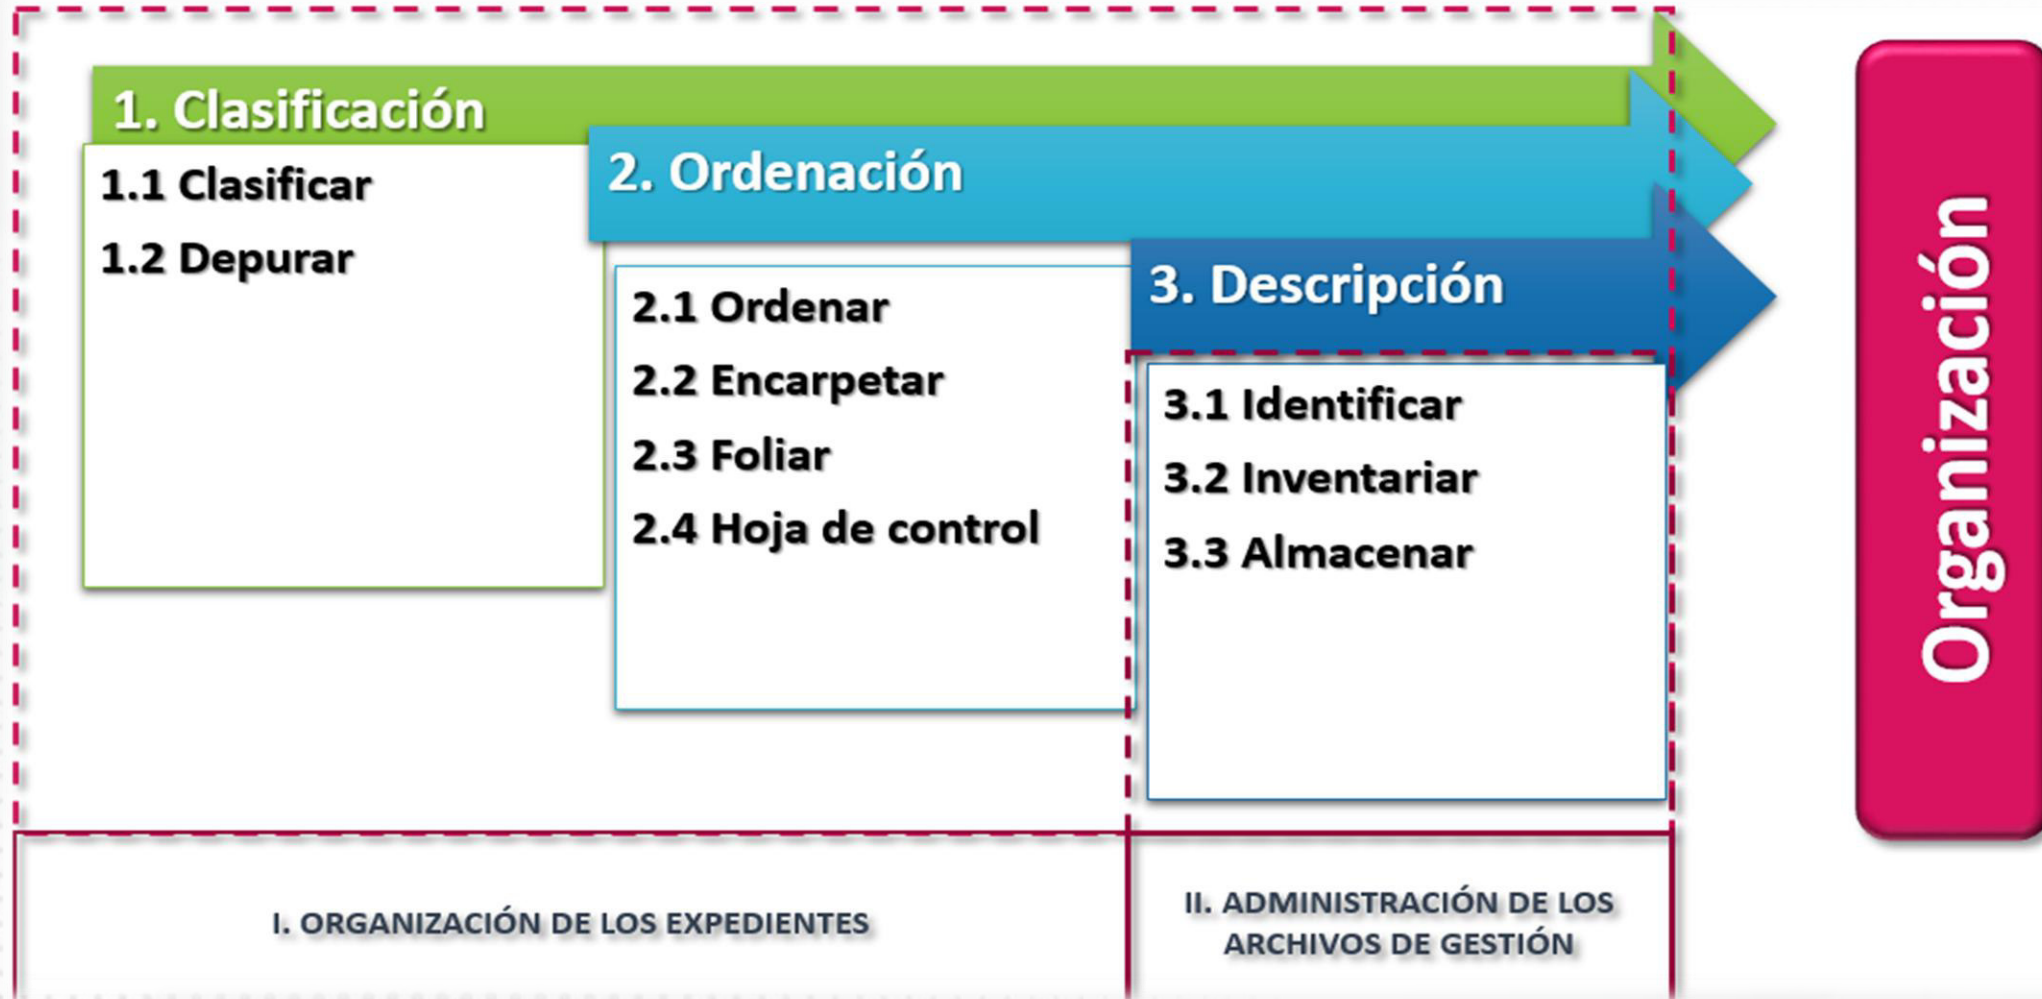 1. Clasificación
1.1 Clasificar
1.2 Depurar
2. Ordenación
2.1 Ordenar
2.2 Encarpetar
2.3 Foliar
2.4 Hoja de control
3. Descripción
3.1 Identificar
3.2 Inventariar
3.3 Almacenar
Organización
I. ORGANIZACIÓN DE LOS EXPEDIENTES
II. ADMINISTRACIÓN DE LOS
ARCHIVOS DE GESTIÓN